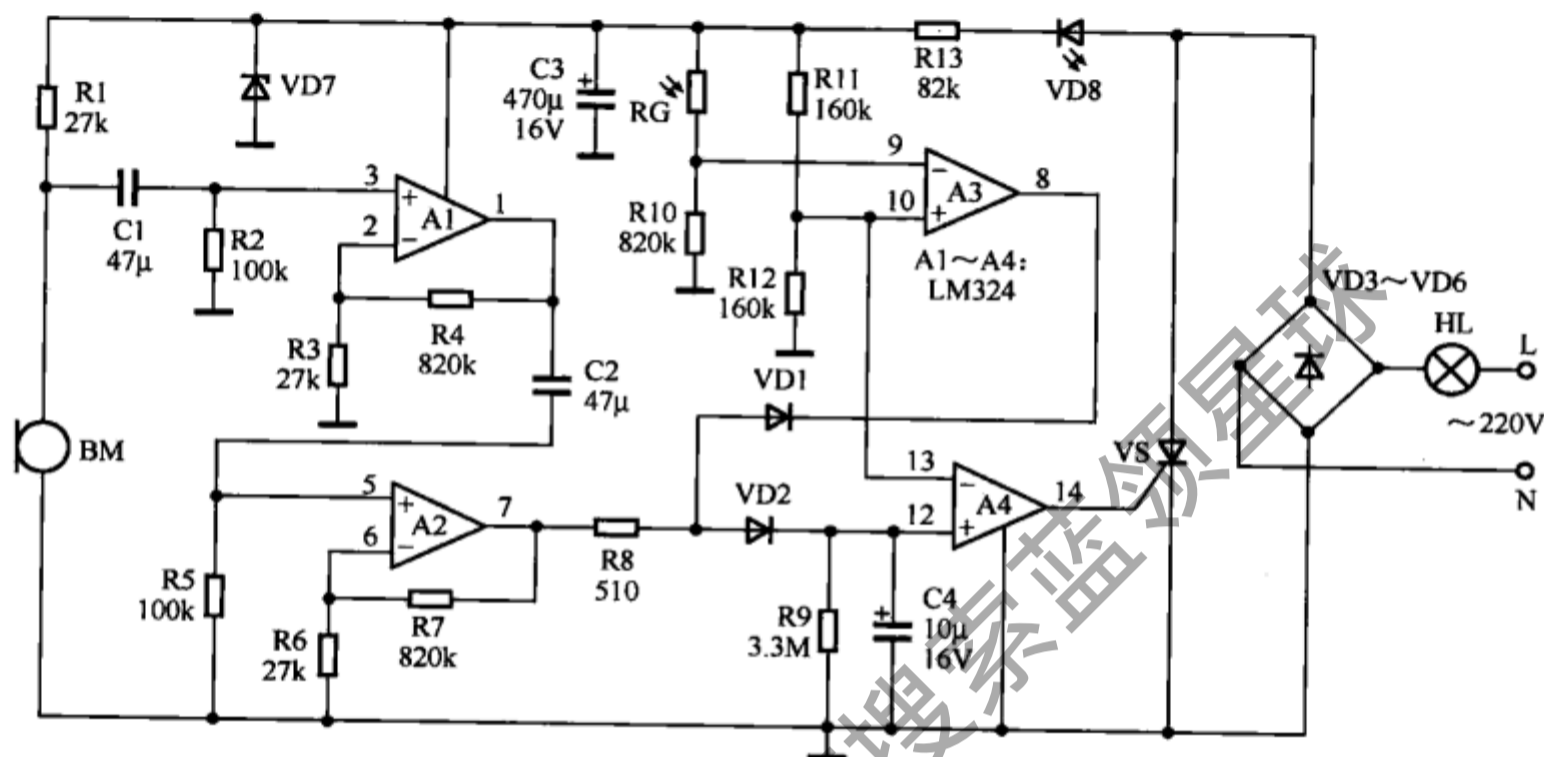 R1
27k
VD7
C3
470μ
16V
+
RG
R11
160k
R13
82k
VD8
C1
47μ
R2
100k
3
2
+
−
A1
1
R3
27k
R4
820k
C2
47μ
R10
820k
R12
160k
9
10
−
+
A3
8
A1～A4:
LM324
VD3～VD6
HL
L
～220V
N
BM
VD1
VS
5
6
+
−
A2
7
R8
510
VD2
13
12
−
+
A4
14
R5
100k
R6
27k
R7
820k
R9
3.3M
+
C4
10μ
16V
搜索蓝领星球